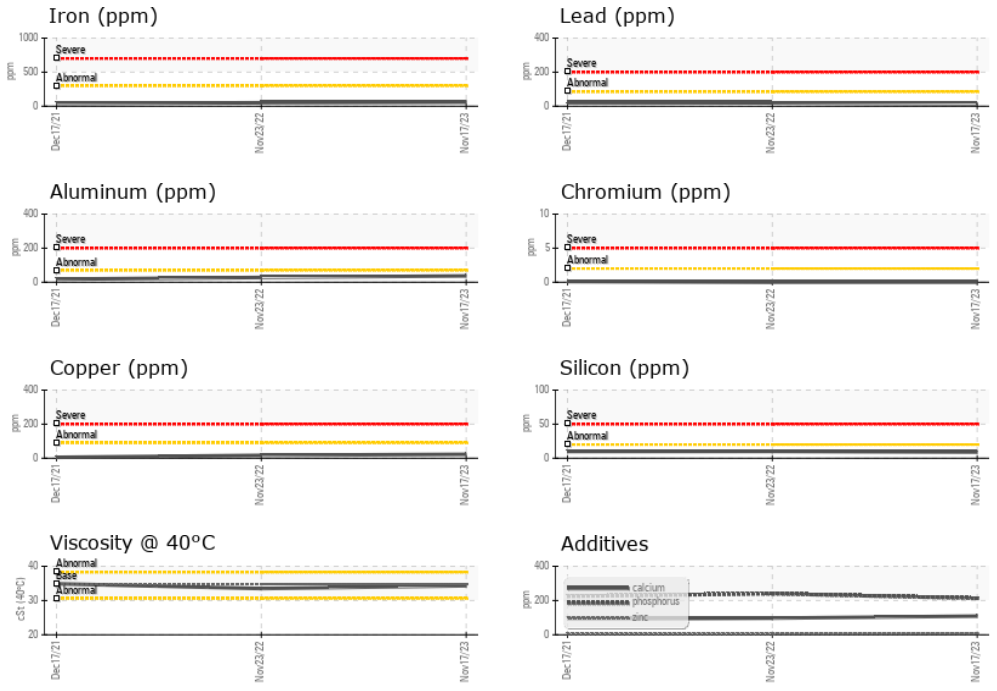 Iron (ppm)
1000
500
0
ppm
Severe
Abnormal
Dec17/21
Nov23/22
Nov17/23
Lead (ppm)
400
200
0
ppm
Severe
Abnormal
Dec17/21
Nov23/22
Nov17/23
Aluminum (ppm)
400
200
0
ppm
Severe
Abnormal
Dec17/21
Nov23/22
Nov17/23
Chromium (ppm)
10
5
0
ppm
Severe
Abnormal
Dec17/21
Nov23/22
Nov17/23
Copper (ppm)
400
200
0
ppm
Severe
Abnormal
Dec17/21
Nov23/22
Nov17/23
Silicon (ppm)
100
50
0
ppm
Severe
Abnormal
Dec17/21
Nov23/22
Nov17/23
Viscosity @ 40°C
40
30
20
cSt (40°C)
Abnormal
Base
Abnormal
Dec17/21
Nov23/22
Nov17/23
Additives
400
200
0
ppm
calcium
phosphorus
zinc
Dec17/21
Nov23/22
Nov17/23